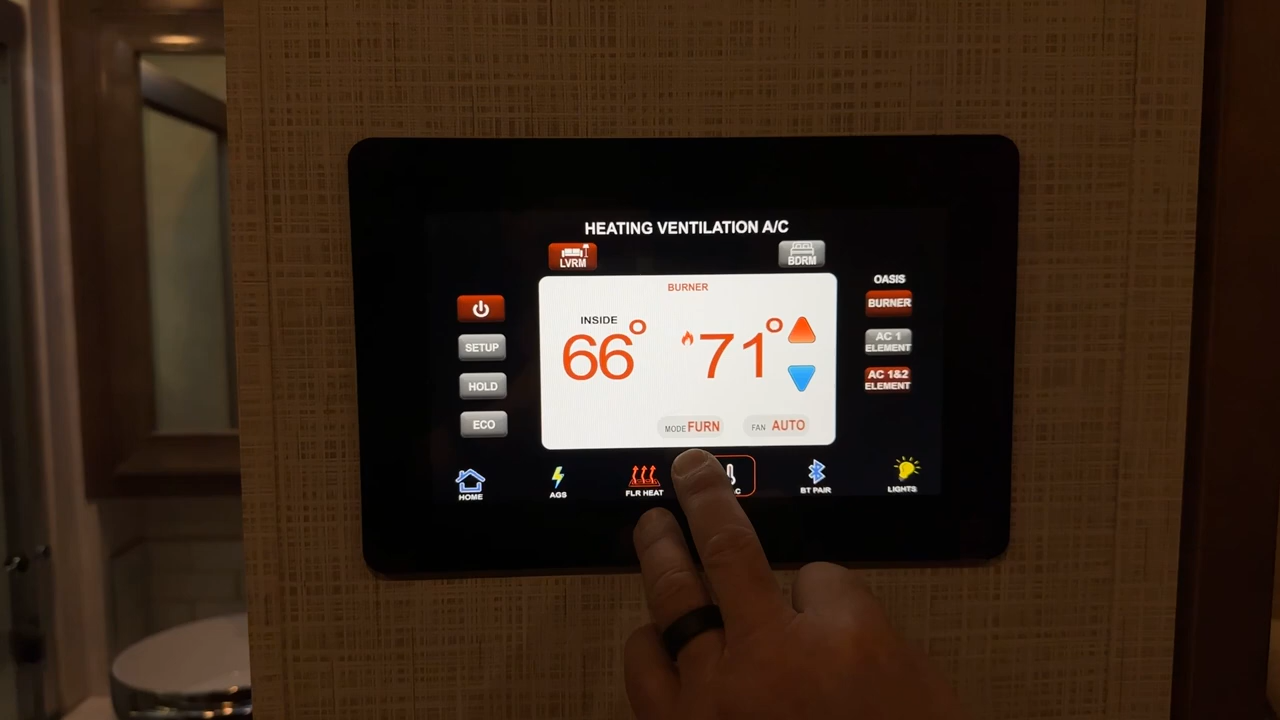 HEATING VENTILATION A/C
LVRM
BDRM
OASIS
BURNER
BURNER
INSIDE
66°
71°
AC 1
ELEMENT
SETUP
AC 1&2
ELEMENT
HOLD
ECO
MODE FURN
FAN AUTO
HOME
AGS
FLR HEAT
BT PAIR
LIGHTS